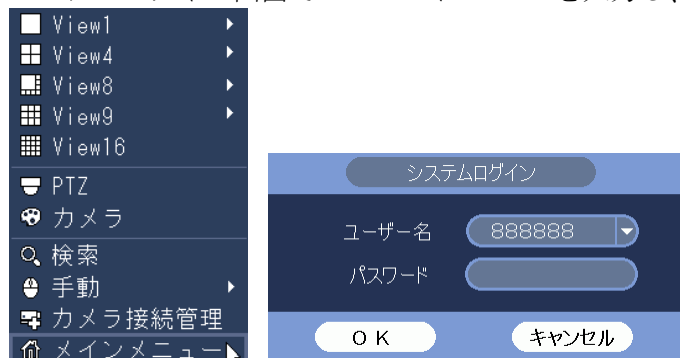 View1
View4
View8
View9
View16
PTZ
カメラ
検索
手動
カメラ接続管理
メインメニュー
システムログイン
ユーザー名
888888
パスワード
OK
キャンセル